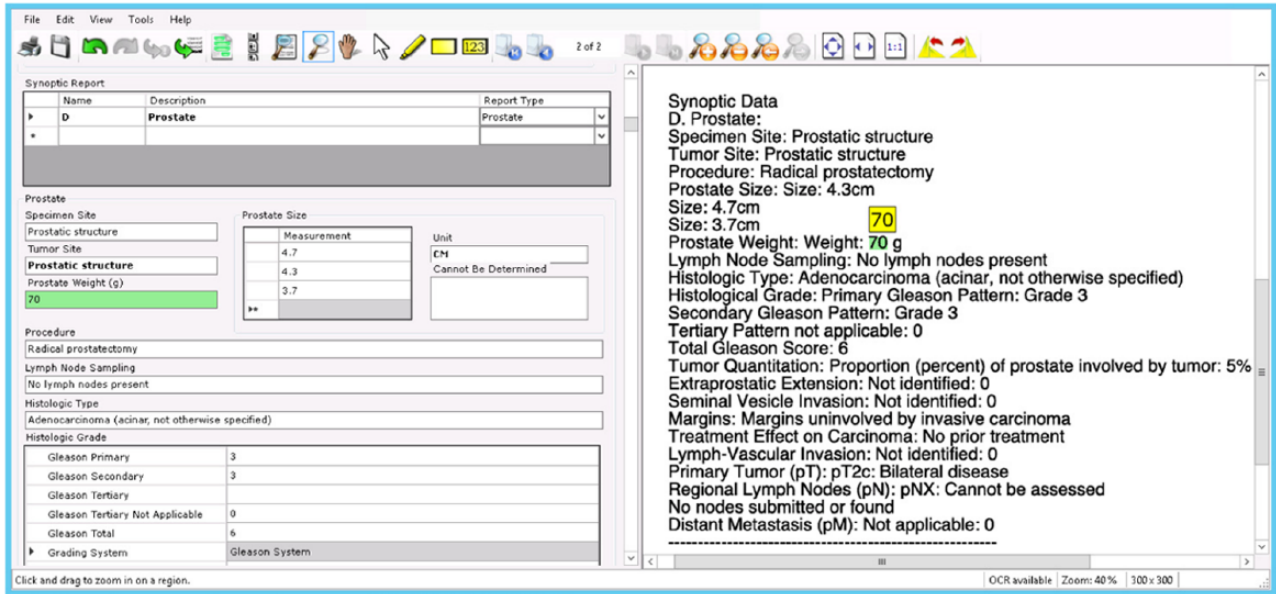 File Edit View Tools Help
123
2 of 2
1:1
Synoptic Report
Name Description Report Type
D Prostate Prostate
*
Prostate
Specimen Site
Prostatic structure
Tumor Site
Prostatic structure
Prostate Weight (g)
70
Prostate Size
Measurement
4.7
4.3
3.7
Unit
CM
Cannot Be Determined
Procedure
Radical prostatectomy
Lymph Node Sampling
No lymph nodes present
Histologic Type
Adenocarcinoma (acinar, not otherwise specified)
Histologic Grade
Gleason Primary 3
Gleason Secondary 3
Gleason Tertiary
Gleason Tertiary Not Applicable 0
Gleason Total 6
Grading System Gleason System
Synoptic Data
D. Prostate:
Specimen Site: Prostatic structure
Tumor Site: Prostatic structure
Procedure: Radical prostatectomy
Prostate Size: Size: 4.3cm
Size: 4.7cm
Size: 3.7cm
70
Prostate Weight: Weight: 70 g
Lymph Node Sampling: No lymph nodes present
Histologic Type: Adenocarcinoma (acinar, not otherwise specified)
Histological Grade: Primary Gleason Pattern: Grade 3
Secondary Gleason Pattern: Grade 3
Tertiary Pattern not applicable: 0
Total Gleason Score: 6
Tumor Quantitation: Proportion (percent) of prostate involved by tumor: 5%
Extraprostatic Extension: Not identified: 0
Seminal Vesicle Invasion: Not identified: 0
Margins: Margins uninvolved by invasive carcinoma
Treatment Effect on Carcinoma: No prior treatment
Lymph-Vascular Invasion: Not identified: 0
Primary Tumor (pT): pT2c: Bilateral disease
Regional Lymph Nodes (pN): pNX: Cannot be assessed
No nodes submitted or found
Distant Metastasis (pM): Not applicable: 0
--------------------------------------------------------
Click and drag to zoom in on a region.
OCR available Zoom: 40% 300 x 300